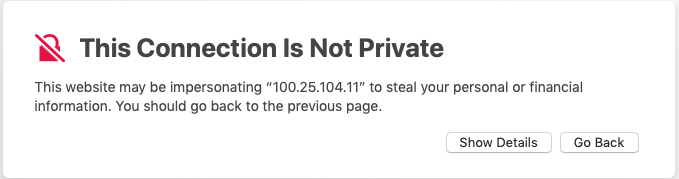 This Connection Is Not Private
This website may be impersonating “100.25.104.11” to steal your personal or financial
information. You should go back to the previous page.
Show Details
Go Back